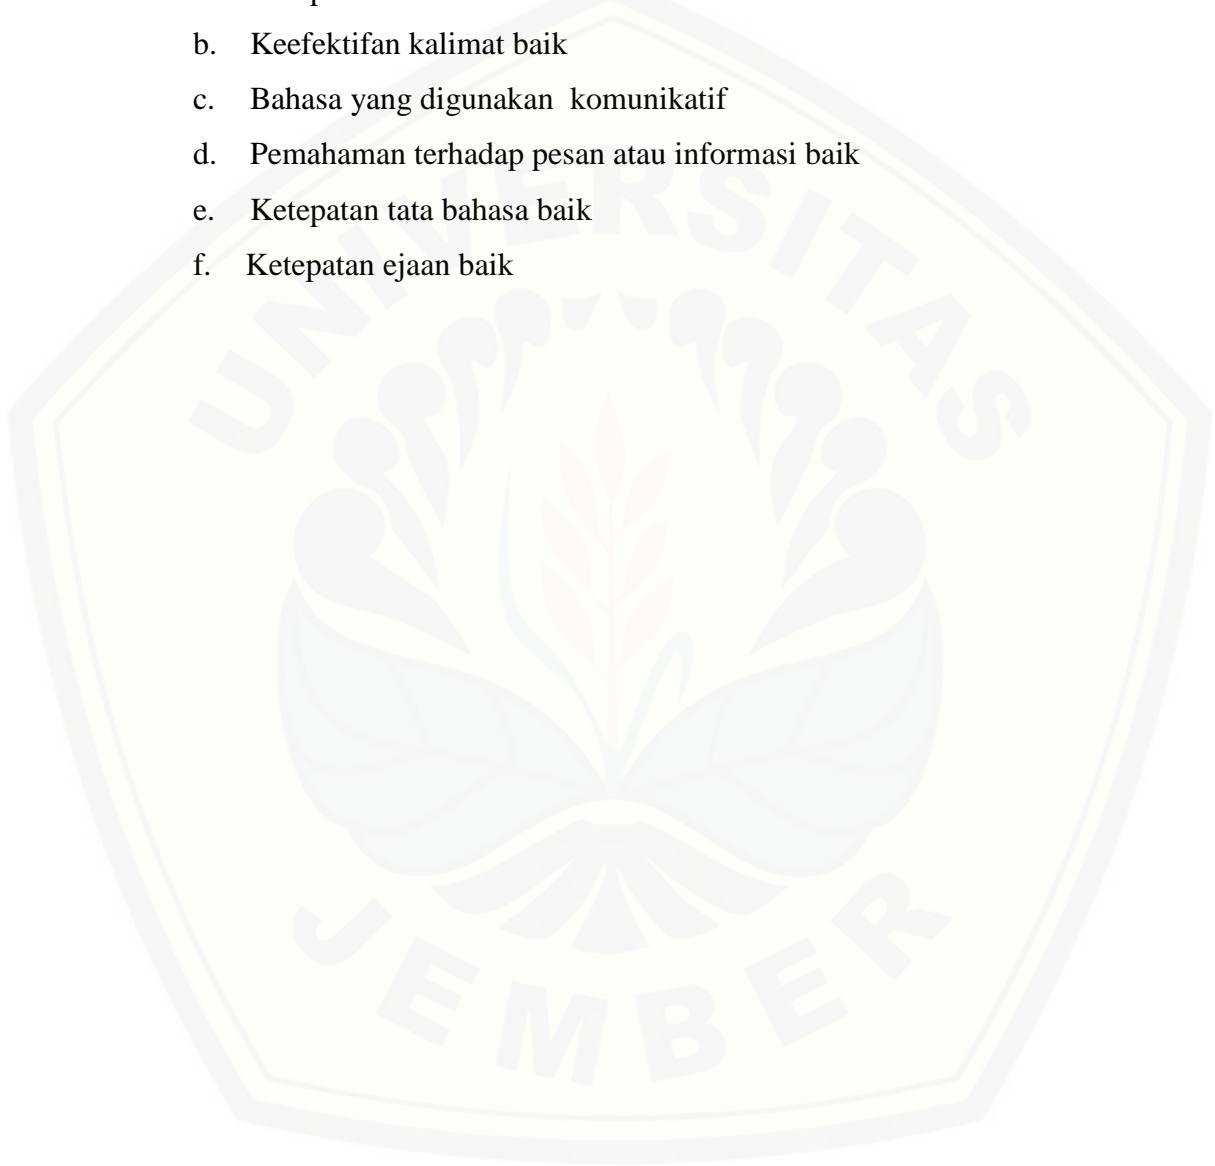 b. Keefektifan kalimat baik
c. Bahasa yang digunakan komunikatif
d. Pemahaman terhadap pesan atau informasi baik
e. Ketepatan tata bahasa baik
f. Ketepatan ejaan baik
UNIVERSITAS
JEMBER